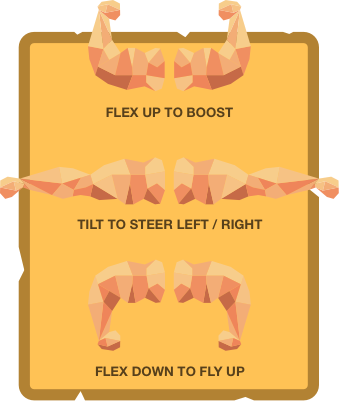 FLEX UP TO BOOST
TILT TO STEER LEFT / RIGHT
FLEX DOWN TO FLY UP